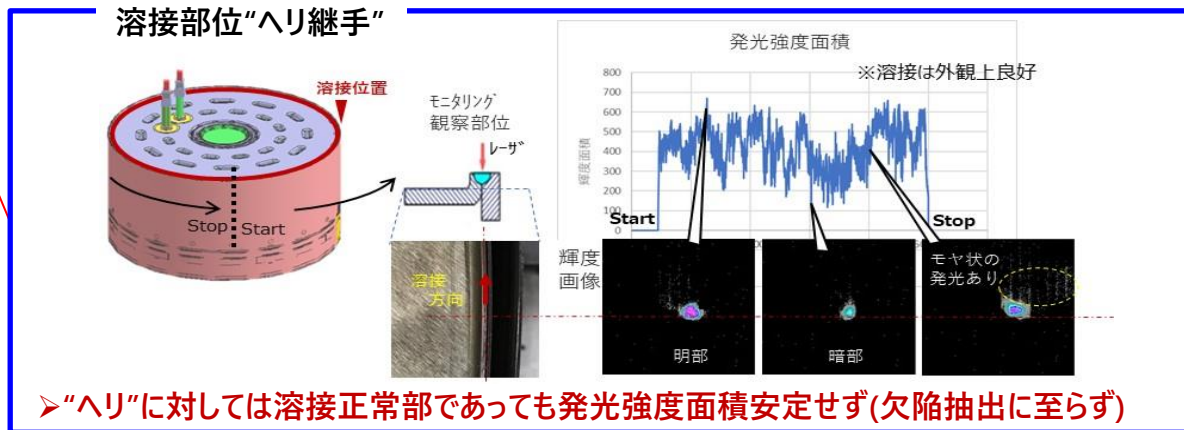 溶接部位“ヘリ継手”
溶接位置
Stop
Start
モニタリング
観察部位
レーザ
溶接
方向
発光強度面積
※溶接は外観上良好
輝度面積
800
700
600
500
400
300
200
100
0
Start
Stop
輝度
画像
明部
暗部
モヤ状の
発光あり
➢“ヘリ”に対しては溶接正常部であっても発光強度面積安定せず(欠陥抽出に至らず)